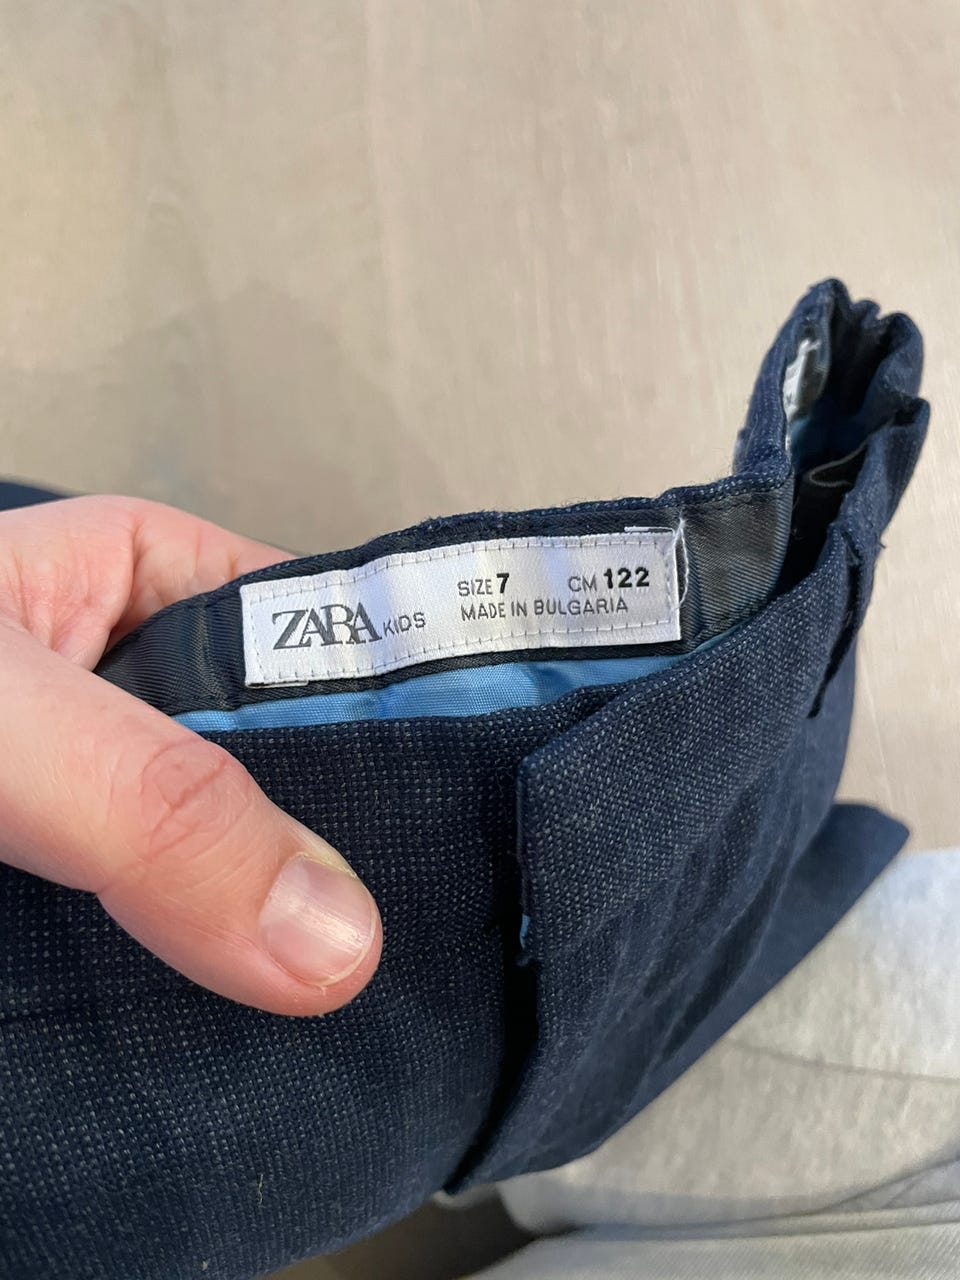 ZARA KIDS
SIZE 7 CM 122
MADE IN BULGARIA